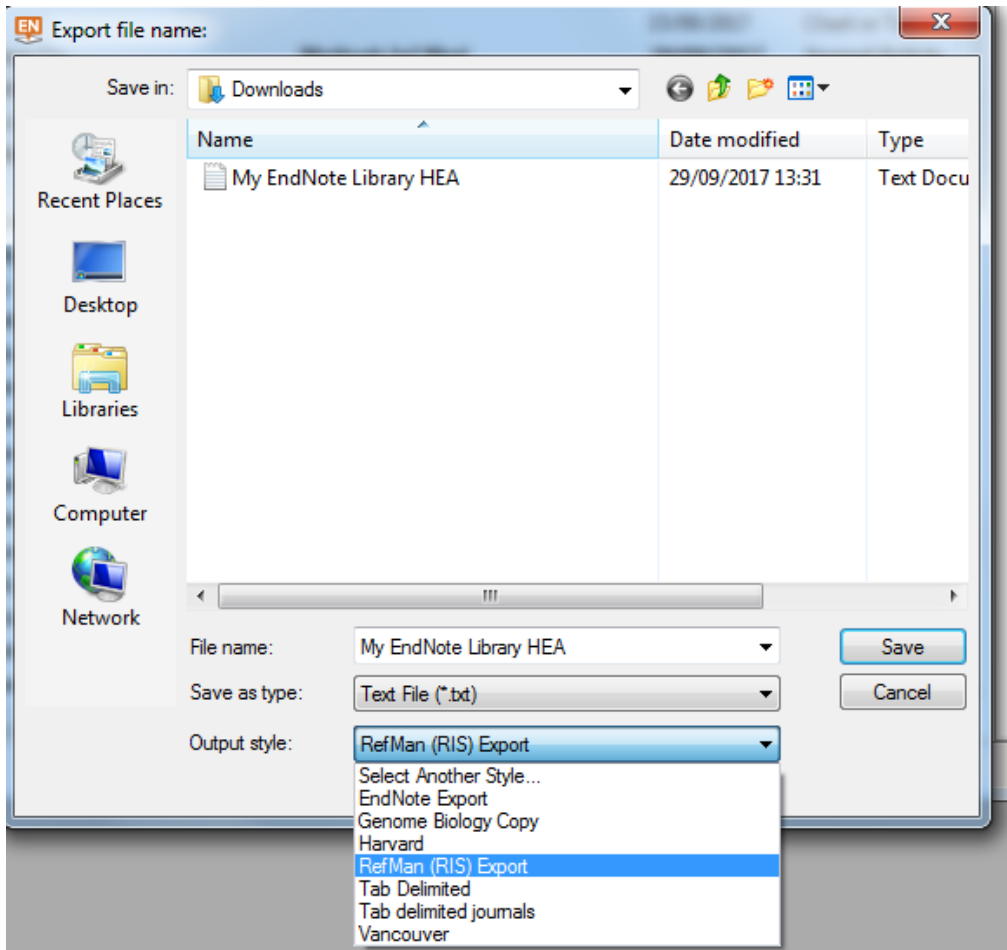 EN Export file name:
Save in: Downloads
Name Date modified Type
My EndNote Library HEA 29/09/2017 13:31 Text Docu
Recent Places
Desktop
Libraries
Computer
Network
File name: My EndNote Library HEA Save
Save as type: Text File (*.txt) Cancel
Output style: RefMan (RIS) Export
Select Another Style...
EndNote Export
Genome Biology Copy
Harvard
RefMan (RIS) Export
Tab Delimited
Tab delimited journals
Vancouver